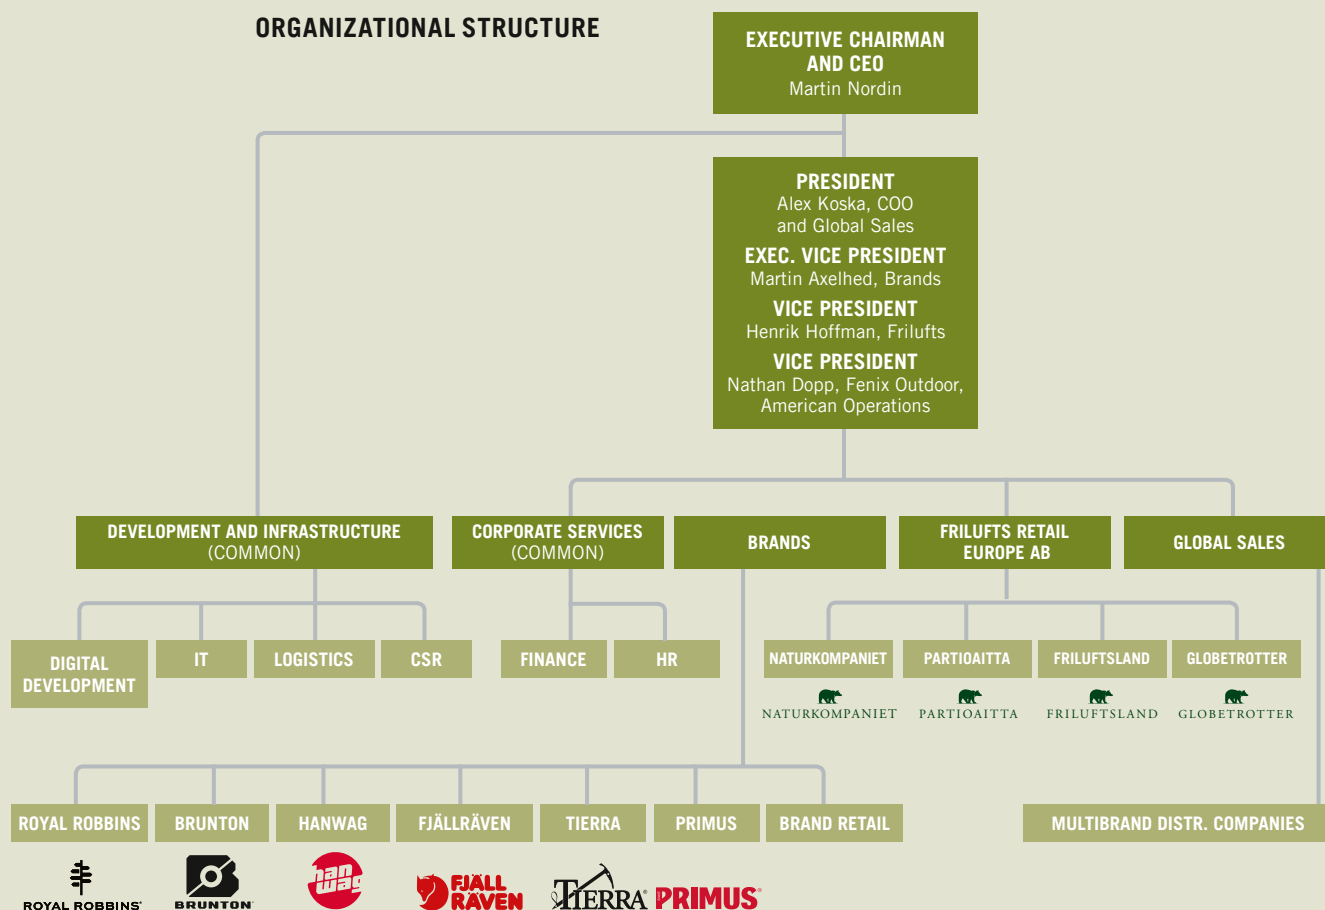 ORGANIZATIONAL STRUCTURE
EXECUTIVE CHAIRMAN
AND CEO
Martin Nordin
PRESIDENT
Alex Koska, COO
and Global Sales
EXEC. VICE PRESIDENT
Martin Axelhed, Brands
VICE PRESIDENT
Henrik Hoffman, Frilufts
VICE PRESIDENT
Nathan Dopp, Fenix Outdoor,
American Operations
DEVELOPMENT AND INFRASTRUCTURE
(COMMON)
CORPORATE SERVICES
(COMMON)
BRANDS
FRILUFTS RETAIL
EUROPE AB
GLOBAL SALES
DIGITAL
DEVELOPMENT
IT
LOGISTICS
CSR
FINANCE
HR
NATURKOMPANIET
PARTIOAITTA
FRILUFTSLAND
GLOBETROTTER
NATURKOMPANIET
PARTIOAITTA
FRILUFTSLAND
GLOBETROTTER
ROYAL ROBBINS
BRUNTON
HANWAG
FJÄLLRÄVEN
TIERRA
PRIMUS
BRAND RETAIL
MULTIBRAND DISTR. COMPANIES
ROYAL ROBBINS
BRUNTON
han
wag
FJÄLL
RÄVEN
TIERRA
PRIMUS